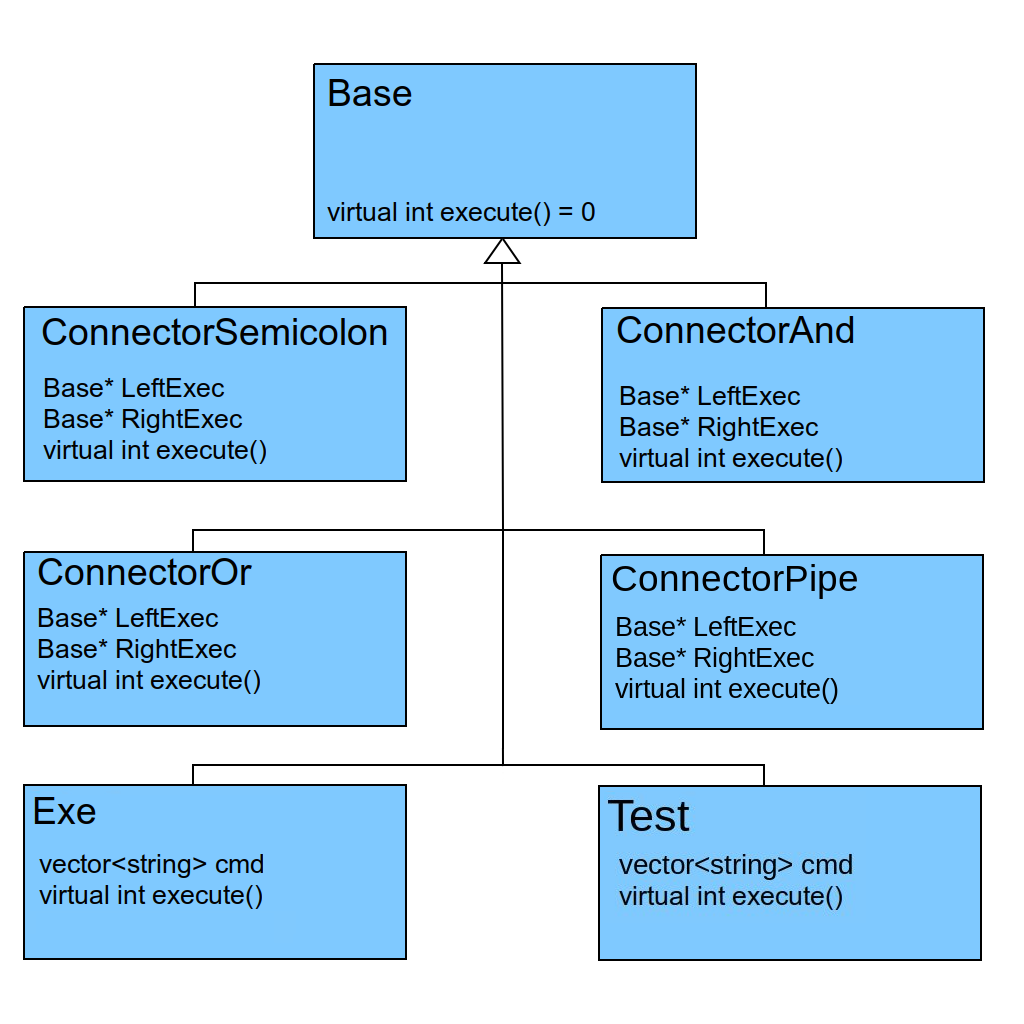 Base
virtual int execute() = 0
ConnectorSemicolon
Base* LeftExec
Base* RightExec
virtual int execute()
ConnectorAnd
Base* LeftExec
Base* RightExec
virtual int execute()
ConnectorOr
Base* LeftExec
Base* RightExec
virtual int execute()
ConnectorPipe
Base* LeftExec
Base* RightExec
virtual int execute()
Exe
vector<string> cmd
virtual int execute()
Test
vector<string> cmd
virtual int execute()